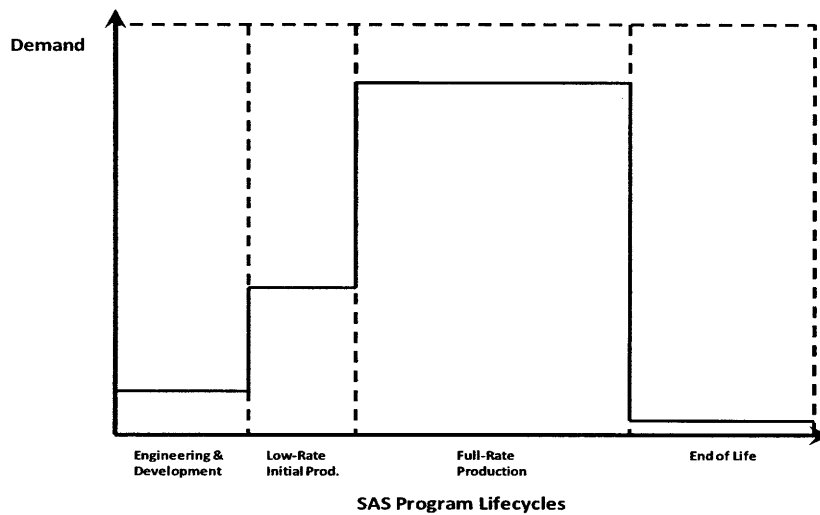 Demand
Engineering &
Development
Low-Rate
Initial Prod.
Full-Rate
Production
End of Life
SAS Program Lifecycles